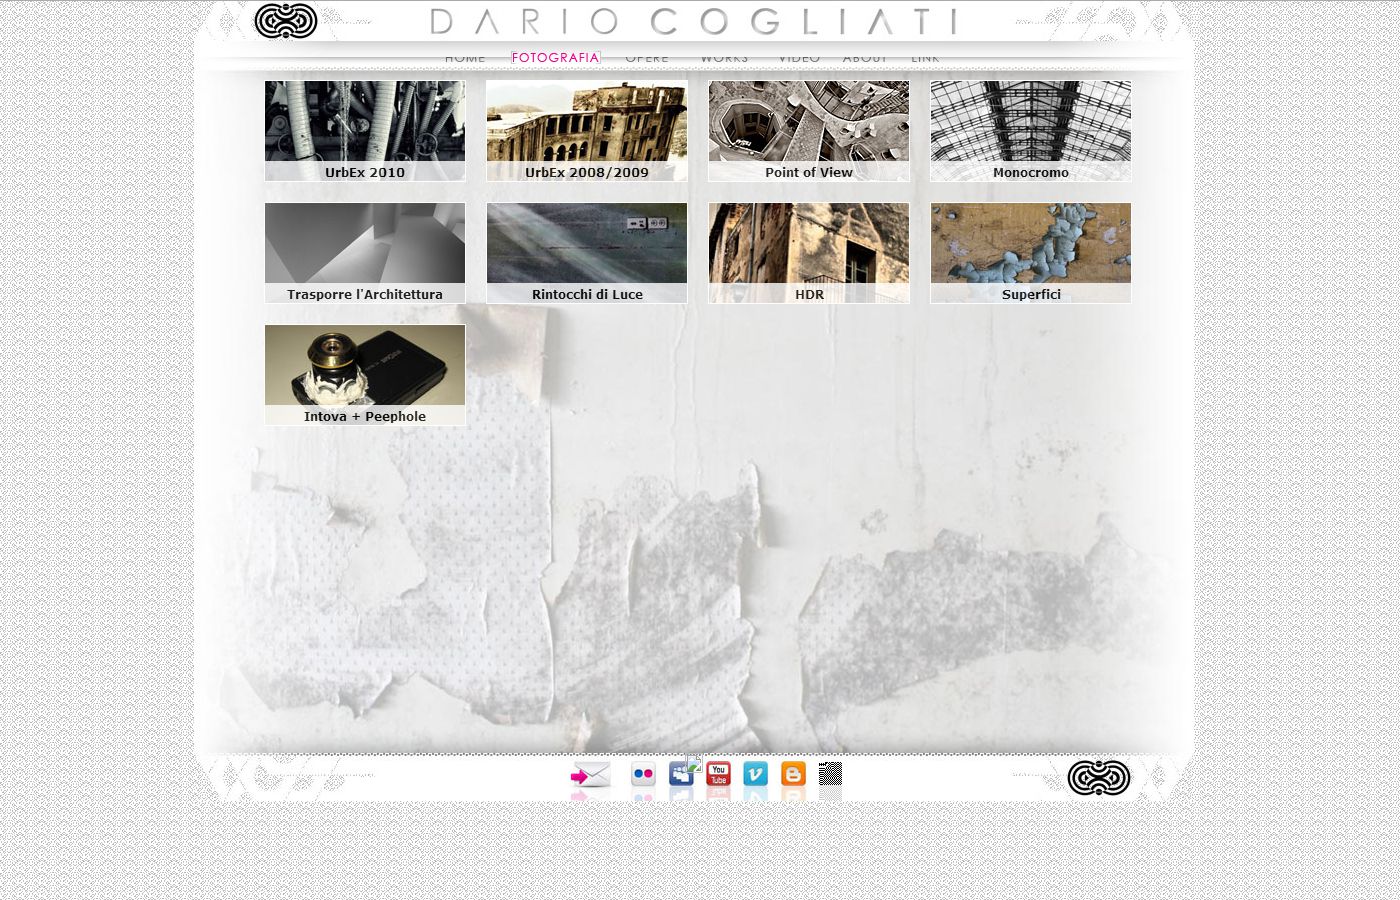 DARIO COGLIATI
HOME FOTOGRAFIA OPERE WORKS VIDEO ABOUT LINK
UrbEx 2010
UrbEx 2008/2009
Point of View
Monocromo
Trasporre l'Architettura
Rintocchi di Luce
HDR
Superfici
Intova + Peephole
You
Tube